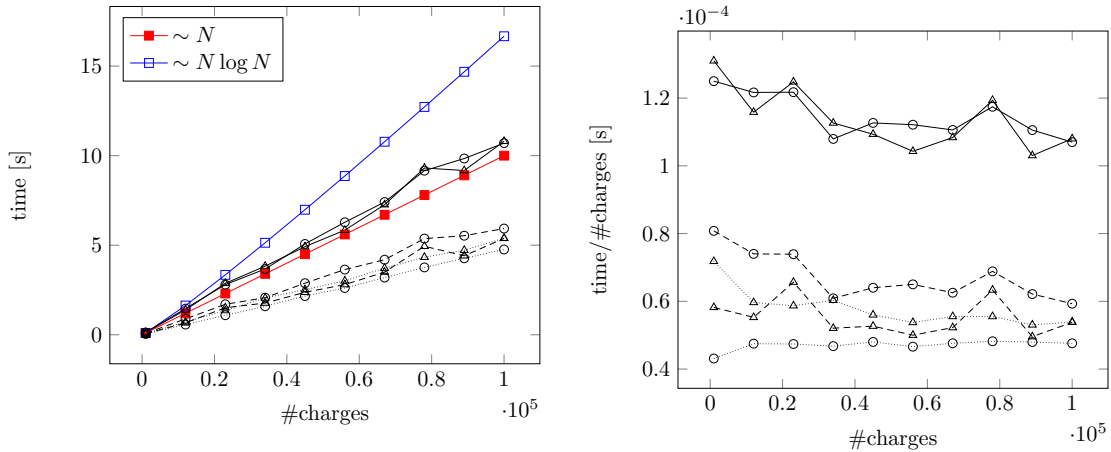 ∼ N
∼ N log N
15
10
5
0
time [s]
0 0.2 0.4 0.6 0.8 1
·10^5
#charges
·10^−4
1.2
1
0.8
0.6
0.4
time/#charges [s]
0 0.2 0.4 0.6 0.8 1
·10^5
#charges